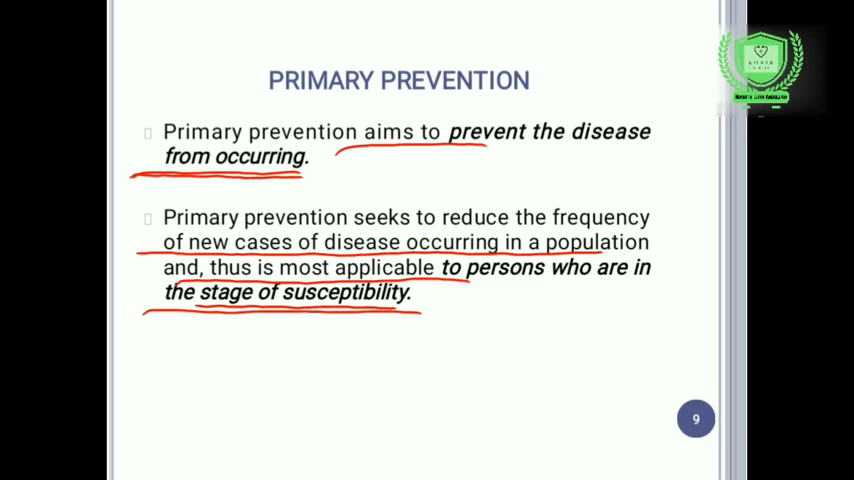 PRIMARY PREVENTION
Primary prevention aims to prevent the disease
from occurring.
Primary prevention seeks to reduce the frequency
of new cases of disease occurring in a population
and, thus is most applicable to persons who are in
the stage of susceptibility.
9